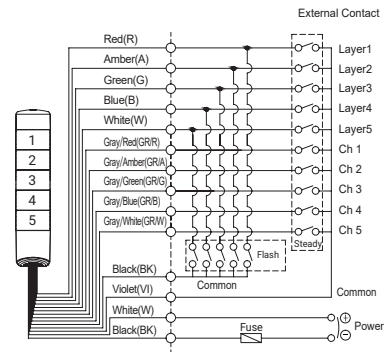 External Contact
Red(R)
Layer1
Amber(A)
Layer2
Green(G)
Layer3
Blue(B)
Layer4
White(W)
Layer5
Gray/Red(GR/R)
Ch 1
Gray/Amber(GR/A)
Ch 2
Gray/Green(GR/G)
Ch 3
Gray/Blue(GR/B)
Ch 4
Gray/White(GR/W)
Ch 5
1
2
3
4
5
Steady
Flash
Black(BK)
Common
Violet(VI)
Common
White(W)
Power
Black(BK)
Fuse